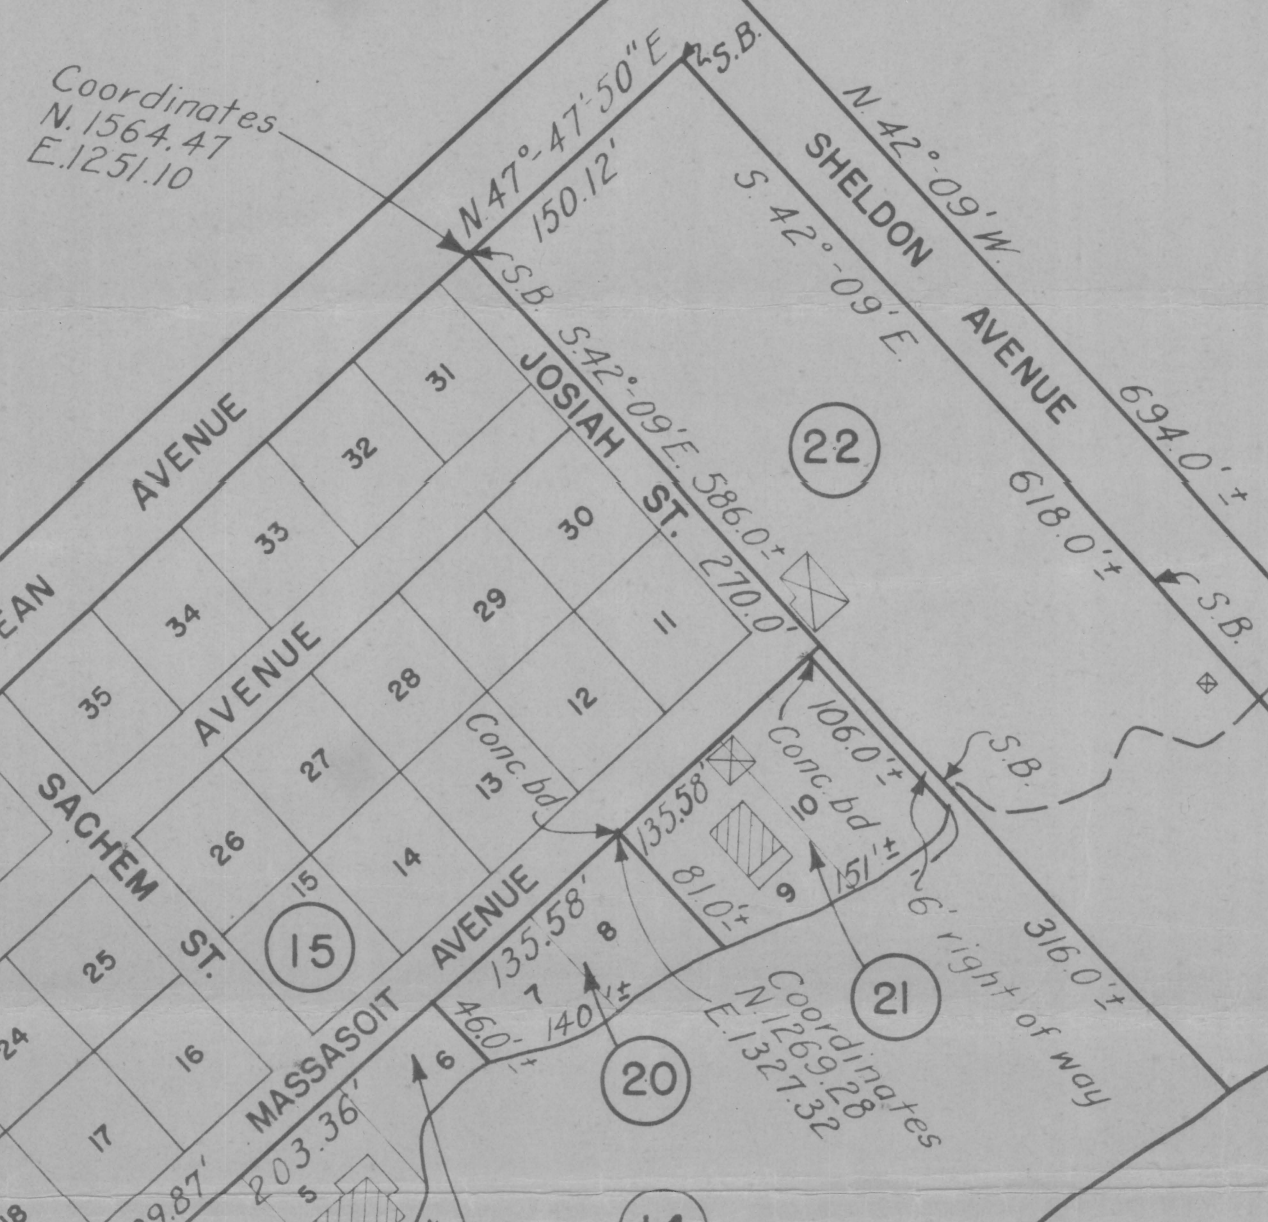 Coordinates
N. 1564.47
E. 1251.10
N. 47°-47'-50" E
150.12'
S.B.
S.B.
N. 42°-09' W.
SHELDON AVENUE
694.0' ±
S. 42°-09' E.
618.0' ±
S.B.
22
JOSIAH ST.
S. 42°-09' E. 586.0 ±
270.0'
EAN AVENUE
31
32
33
34
35
AVENUE
30
29
28
27
26
11
12
13
14
15
15
SACHEM ST.
25
24
16
17
18
MASSASOIT AVENUE
Conc. bd
Conc. bd
135.58'
106.0' ±
10
9
81.0' ±
151' ±
S.B.
6' right of way
316.0' ±
21
135.58'
8
7
46.0' ±
140' ±
20
Coordinates
N. 1269.28
E. 1327.32
6
203.36'
5
9.87'